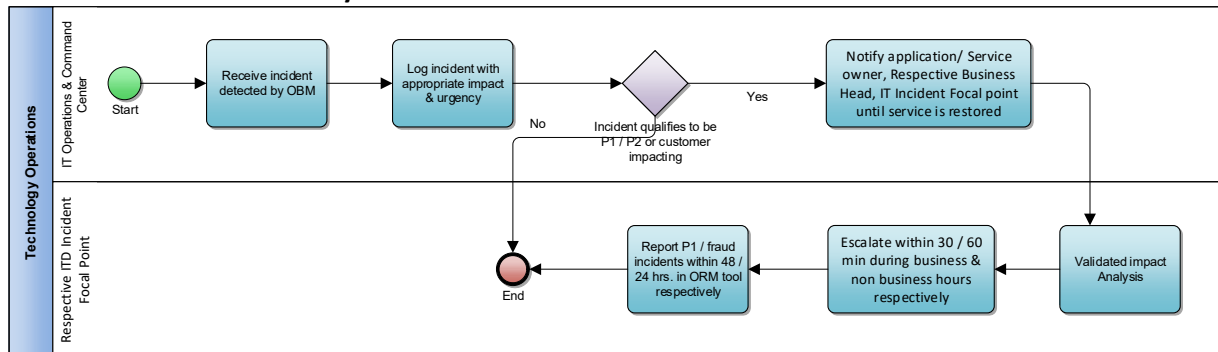 Technology Operations
IT Operations & Command
Center
Start
Receive incident
detected by OBM
Log incident with
appropriate impact
& urgency
No
Yes
Incident qualifies to be
P1 / P2 or customer
impacting
Notify application/ Service
owner, Respective Business
Head, IT Incident Focal point
until service is restored
Respective ITD Incident
Focal Point
End
Report P1 / fraud
incidents within 48 /
24 hrs. in ORM tool
respectively
Escalate within 30 / 60
min during business &
non business hours
respectively
Validated impact
Analysis